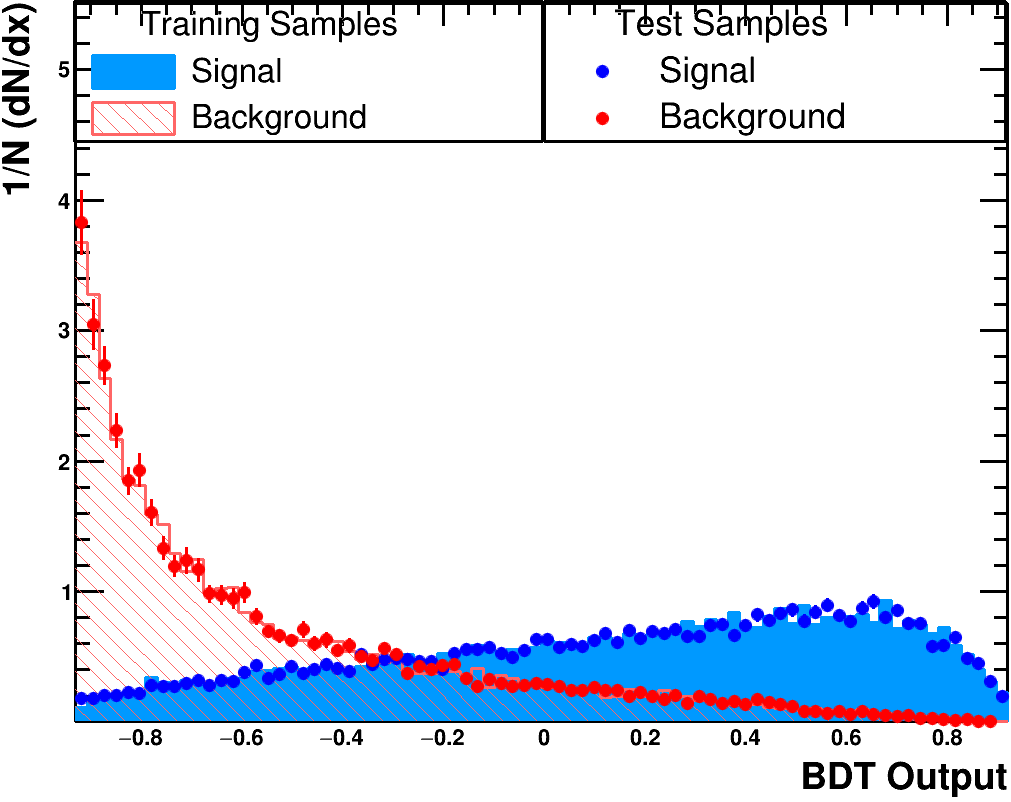 1/N (dN/dx)
Training Samples
Signal
Background
Test Samples
Signal
Background
5
4
3
2
1
−0.8 −0.6 −0.4 −0.2 0 0.2 0.4 0.6 0.8
BDT Output